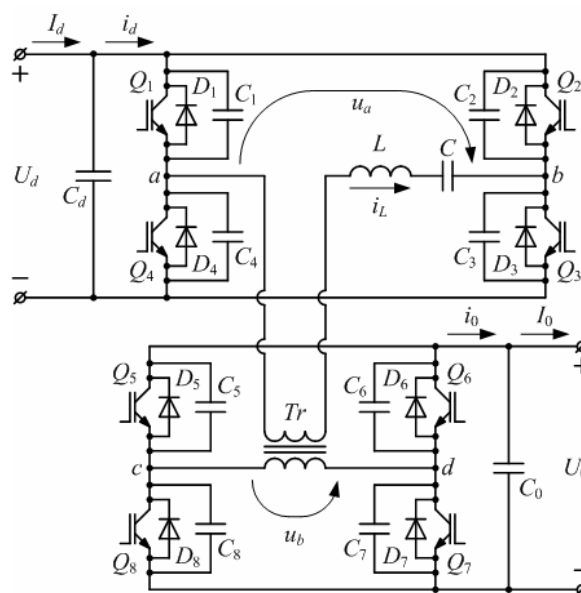 I_d i_d
+
Q_1 D_1 C_1 C_2 D_2 Q_2
u_a
L C
U_d C_d a b
i_L
Q_4 D_4 C_4 C_3 D_3 Q_3
−
i_0 I_0
+
Q_5 D_5 C_5 C_6 D_6 Q_6
Tr
c d
C_0
u_b
Q_8 D_8 C_8 C_7 D_7 Q_7
−